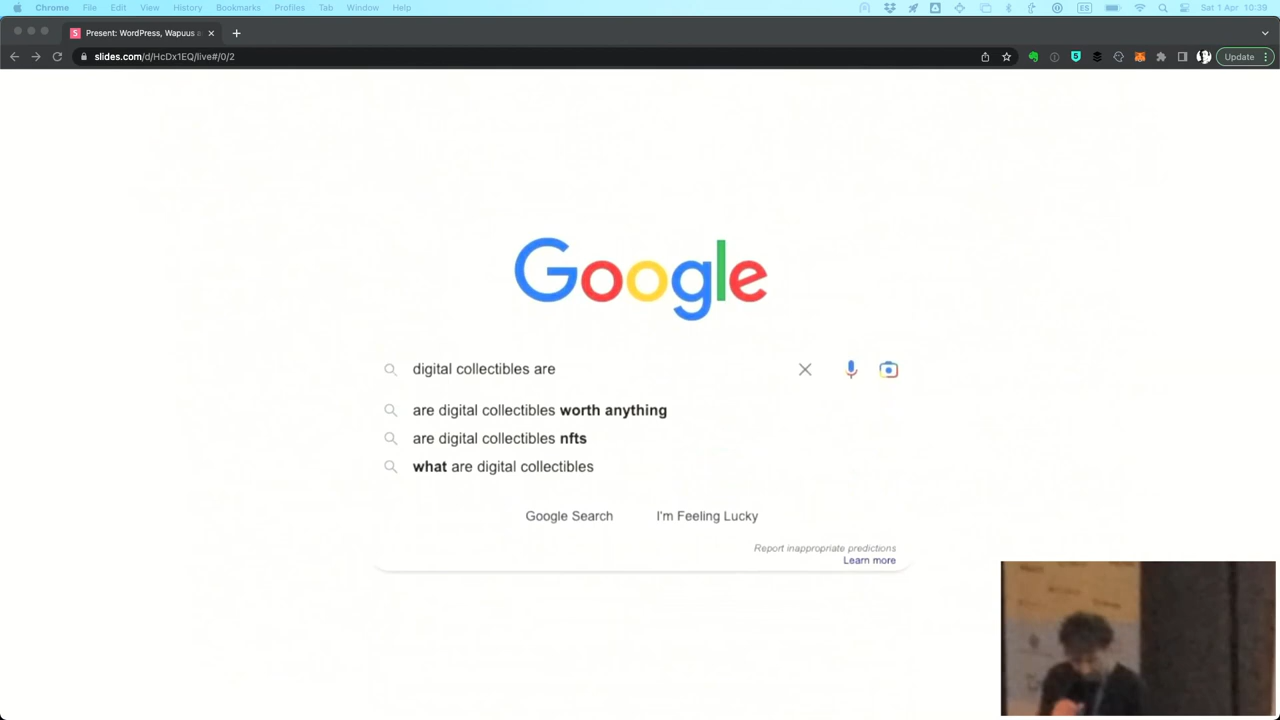 Chrome File Edit View History Bookmarks Profiles Tab Window Help ES Sat 1 Apr 10:39
Present: WordPress, Wapuus a
slides.com/d/HcDx1EQ/live#/0/2 Update
Google
digital collectibles are
are digital collectibles worth anything
are digital collectibles nfts
what are digital collectibles
Google Search I'm Feeling Lucky
Report inappropriate predictions
Learn more